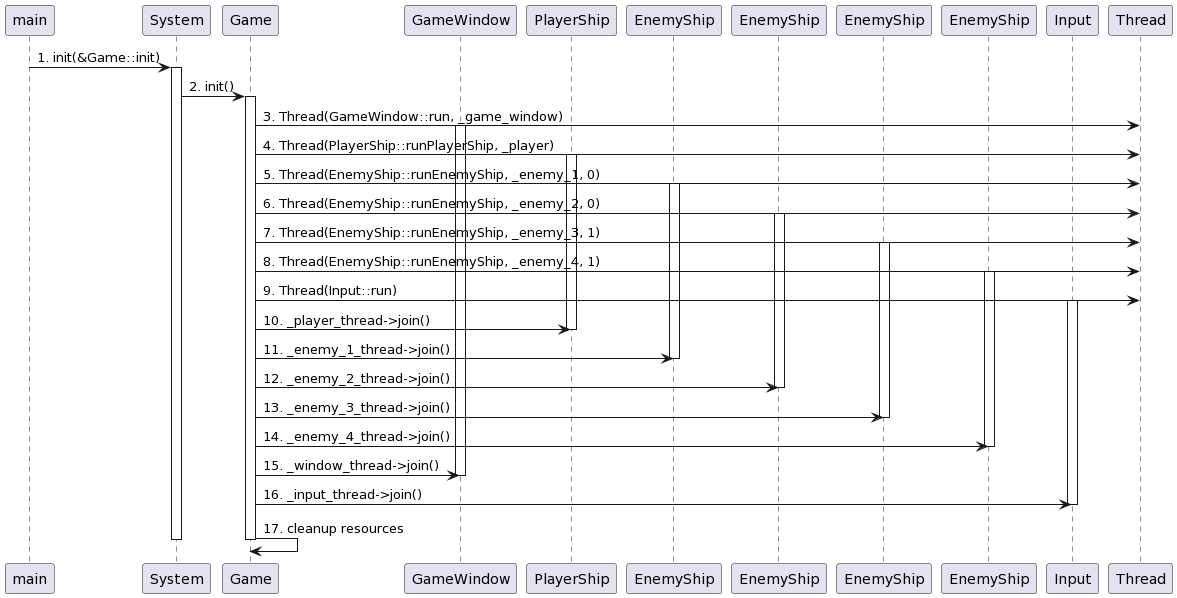 main System Game GameWindow PlayerShip EnemyShip EnemyShip EnemyShip EnemyShip Input Thread
1. init(&Game::init)
2. init()
3. Thread(GameWindow::run, _game_window)
4. Thread(PlayerShip::runPlayerShip, _player)
5. Thread(EnemyShip::runEnemyShip, _enemy_1, 0)
6. Thread(EnemyShip::runEnemyShip, _enemy_2, 0)
7. Thread(EnemyShip::runEnemyShip, _enemy_3, 1)
8. Thread(EnemyShip::runEnemyShip, _enemy_4, 1)
9. Thread(Input::run)
10. _player_thread->join()
11. _enemy_1_thread->join()
12. _enemy_2_thread->join()
13. _enemy_3_thread->join()
14. _enemy_4_thread->join()
15. _window_thread->join()
16. _input_thread->join()
17. cleanup resources
main System Game GameWindow PlayerShip EnemyShip EnemyShip EnemyShip EnemyShip Input Thread